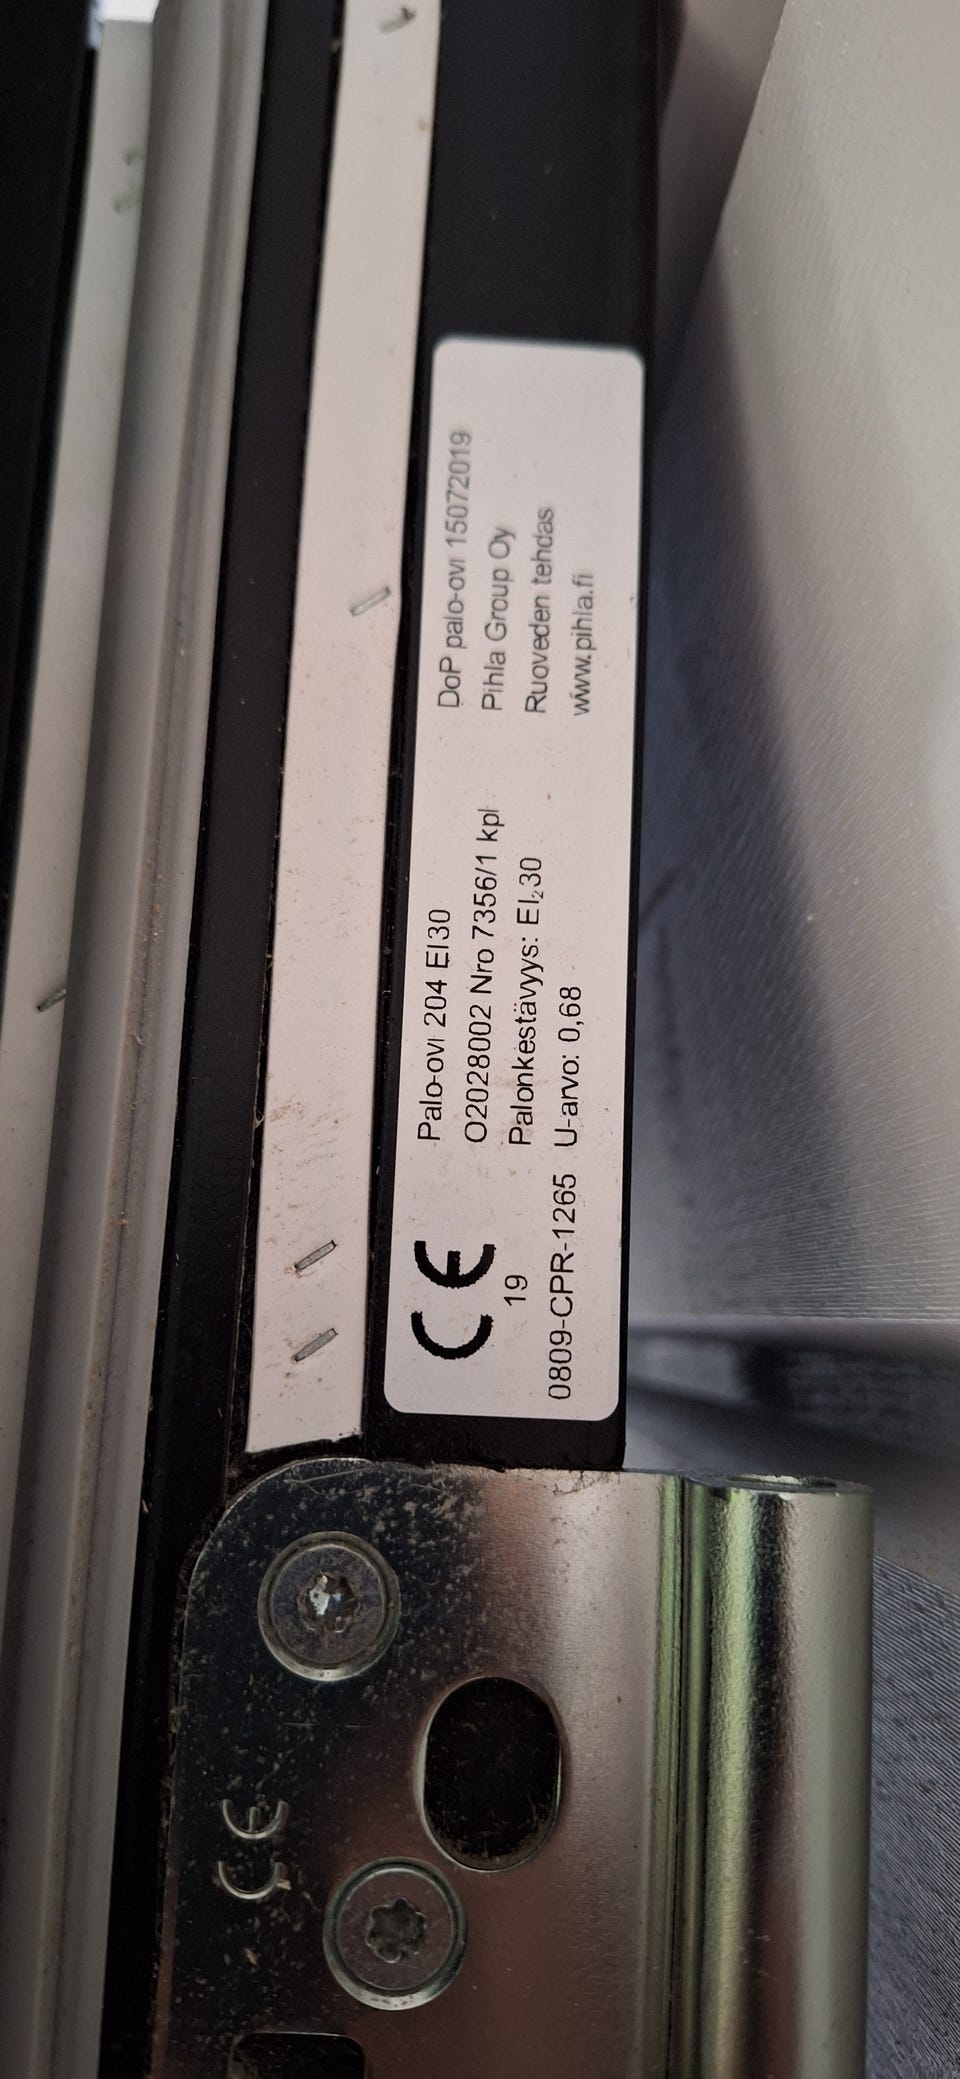 Palo-ovi 204 EI30
O2028002 Nro 7356/1 kpl
Palonkestävyys: EI₂30
U-arvo: 0,68
CE
19
0809-CPR-1265
DoP palo-ovi 15072019
Pihla Group Oy
Ruoveden tehdas
www.pihla.fi
CE